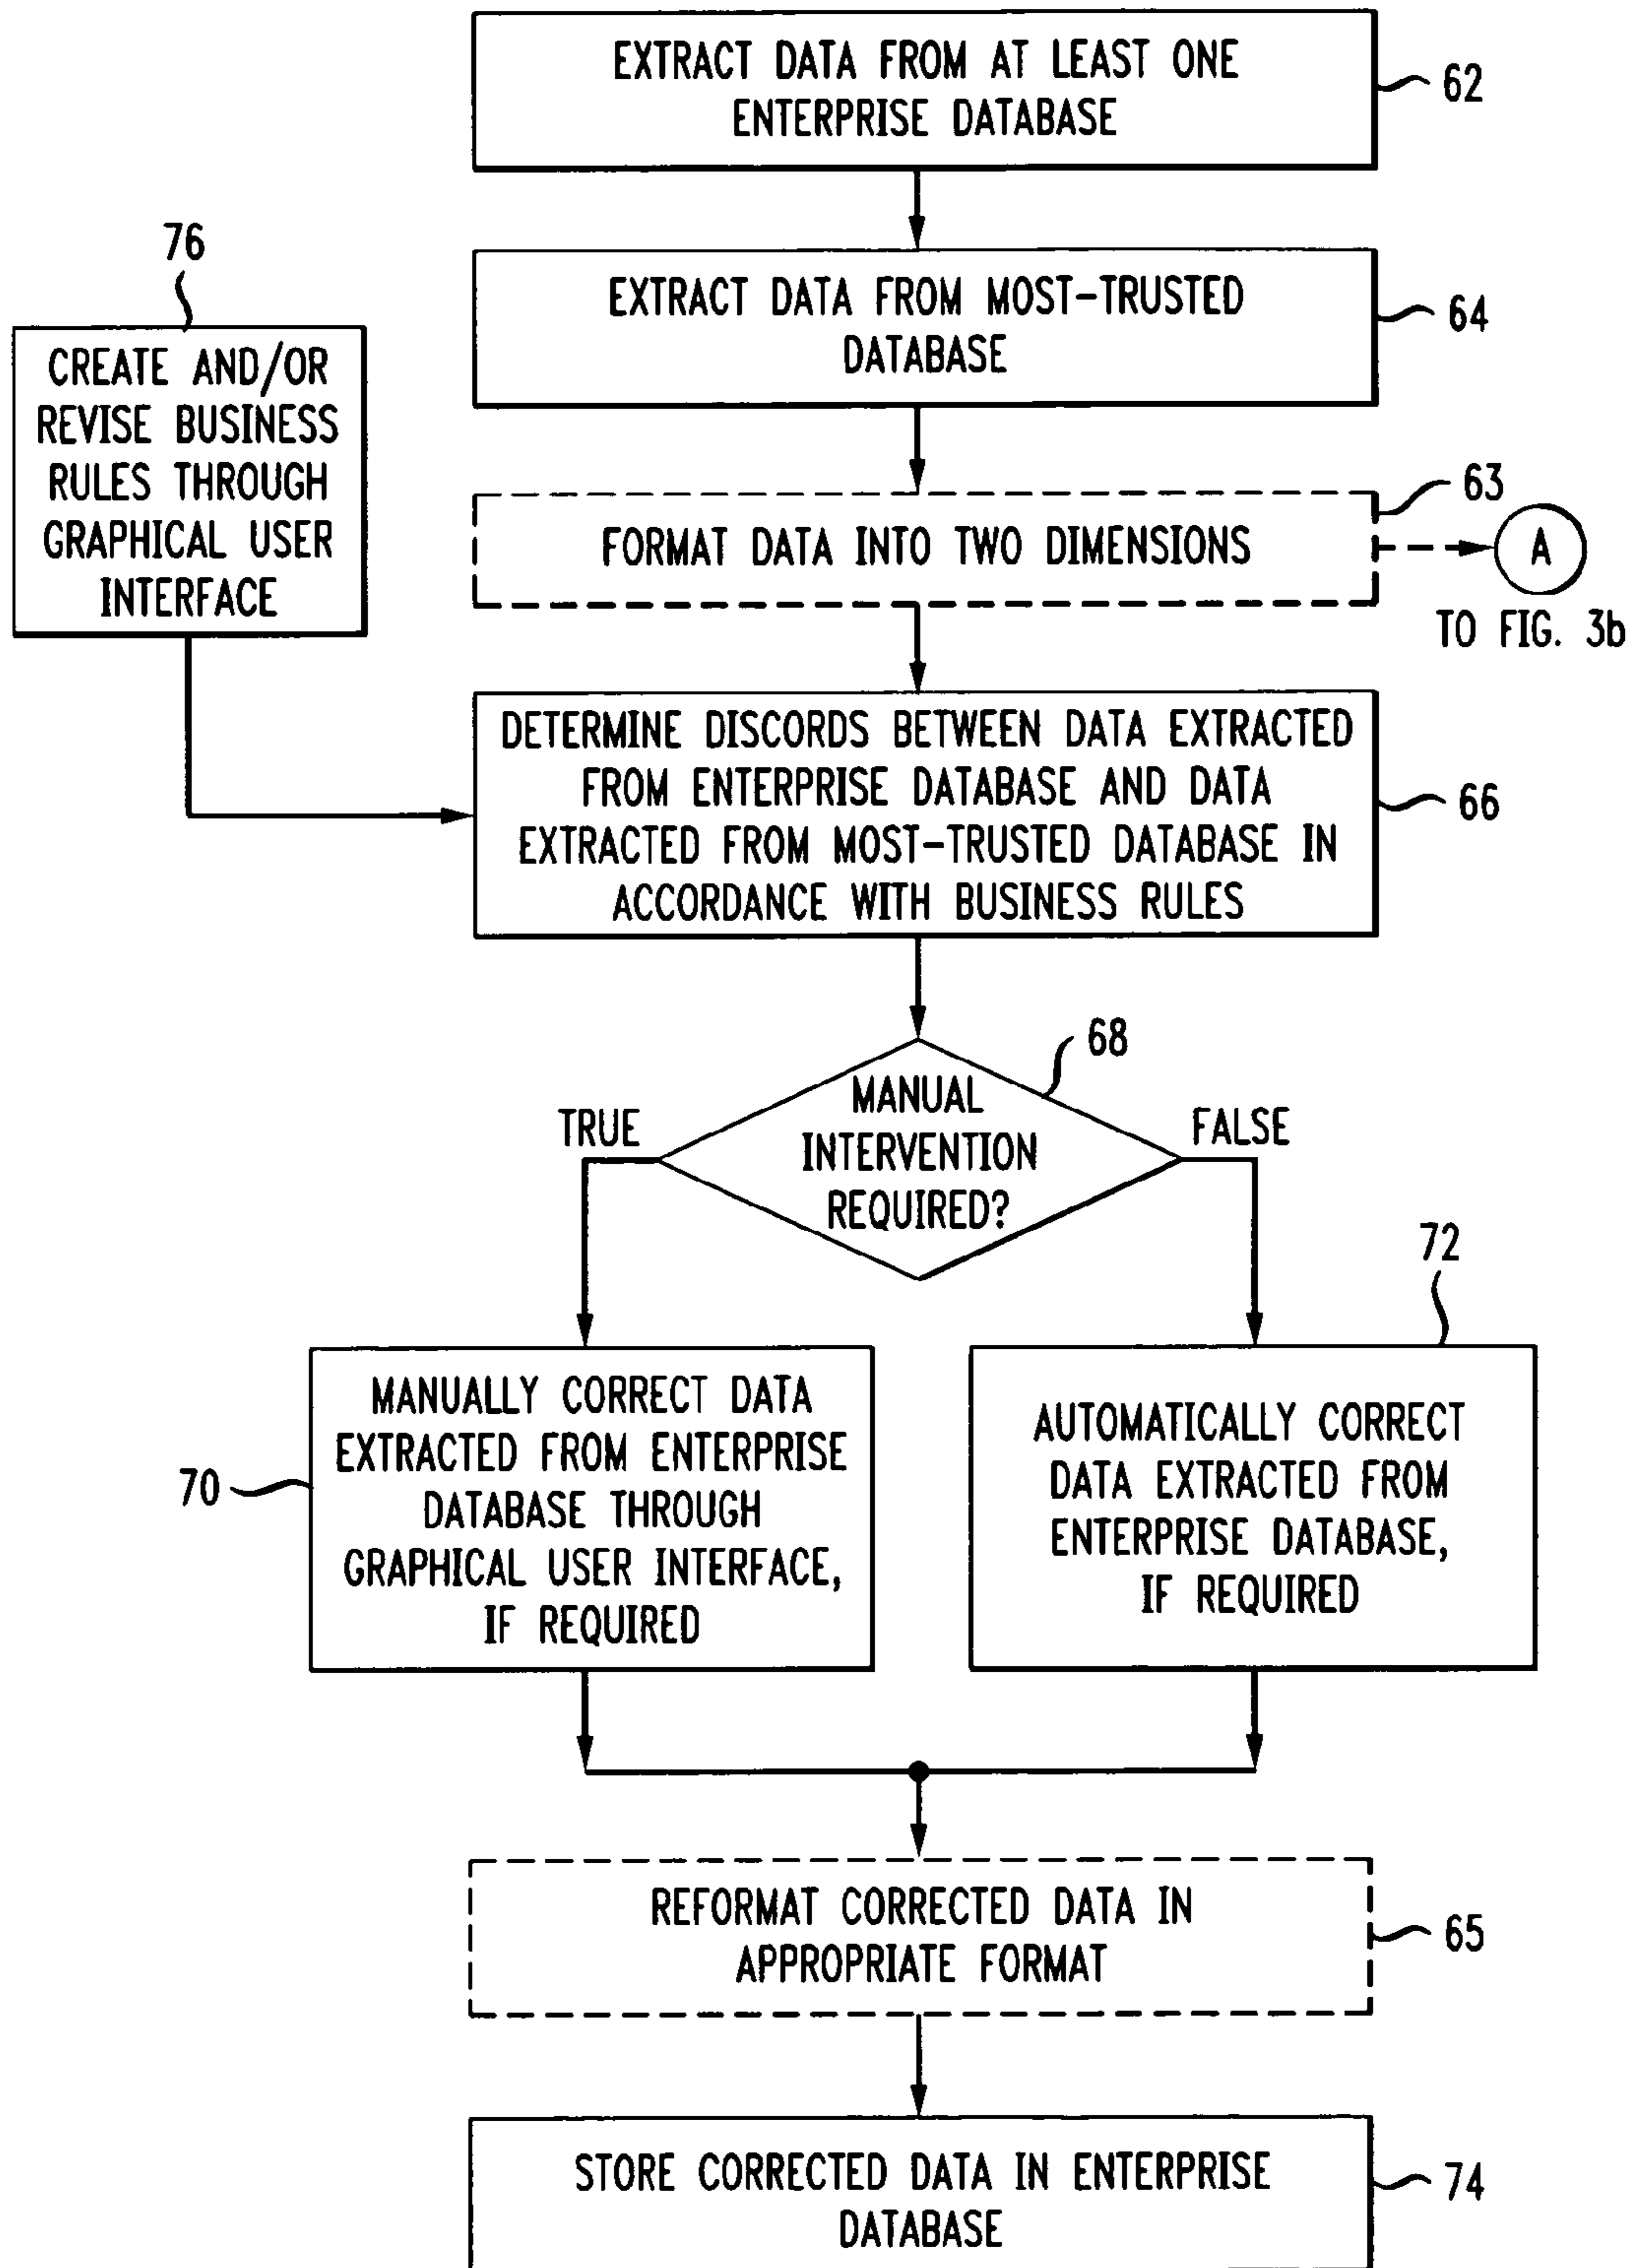 EXTRACT DATA FROM AT LEAST ONE
ENTERPRISE DATABASE
62
EXTRACT DATA FROM MOST-TRUSTED
DATABASE
64
76
CREATE AND/OR
REVISE BUSINESS
RULES THROUGH
GRAPHICAL USER
INTERFACE
63
FORMAT DATA INTO TWO DIMENSIONS
A
TO FIG. 3b
DETERMINE DISCORDS BETWEEN DATA EXTRACTED
FROM ENTERPRISE DATABASE AND DATA
EXTRACTED FROM MOST-TRUSTED DATABASE IN
ACCORDANCE WITH BUSINESS RULES
66
68
MANUAL
INTERVENTION
REQUIRED?
TRUE
FALSE
70
MANUALLY CORRECT DATA
EXTRACTED FROM ENTERPRISE
DATABASE THROUGH
GRAPHICAL USER INTERFACE,
IF REQUIRED
72
AUTOMATICALLY CORRECT
DATA EXTRACTED FROM
ENTERPRISE DATABASE,
IF REQUIRED
REFORMAT CORRECTED DATA IN
APPROPRIATE FORMAT
65
STORE CORRECTED DATA IN ENTERPRISE
DATABASE
74